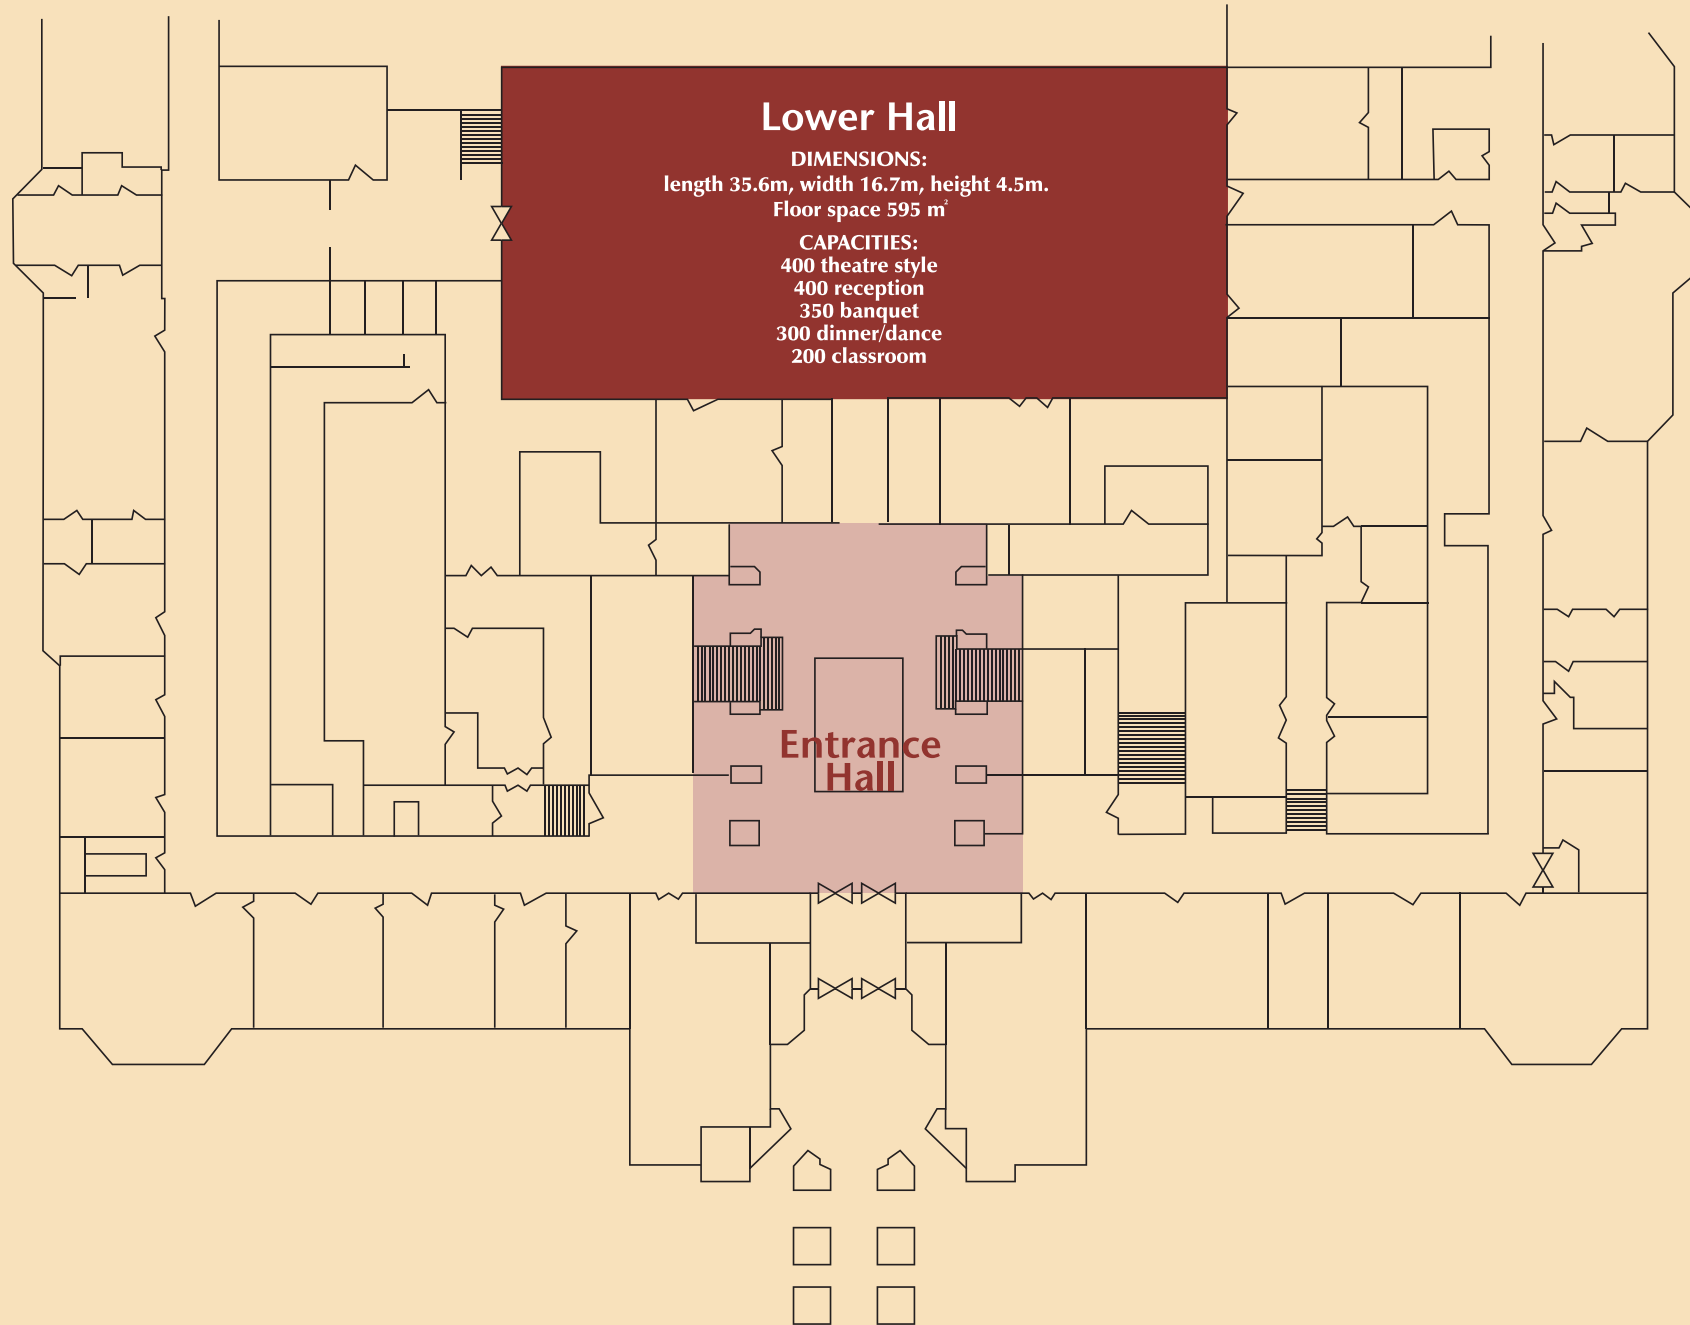 Lower Hall
DIMENSIONS:
length 35.6m, width 16.7m, height 4.5m.
Floor space 595 m²
CAPACITIES:
400 theatre style
400 reception
350 banquet
300 dinner/dance
200 classroom
Entrance
Hall